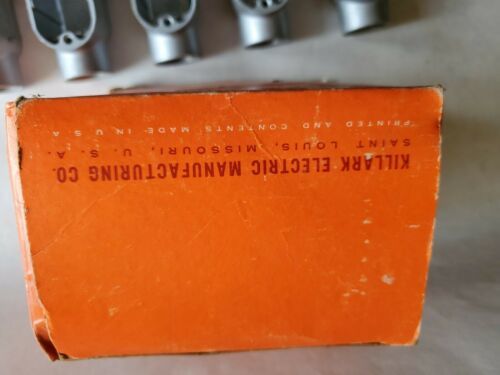 KILLARK ELECTRIC MANUFACTURING CO.
SAINT LOUIS, MISSOURI, U. S. A.
PRINTED AND CONTENTS MADE IN U S A